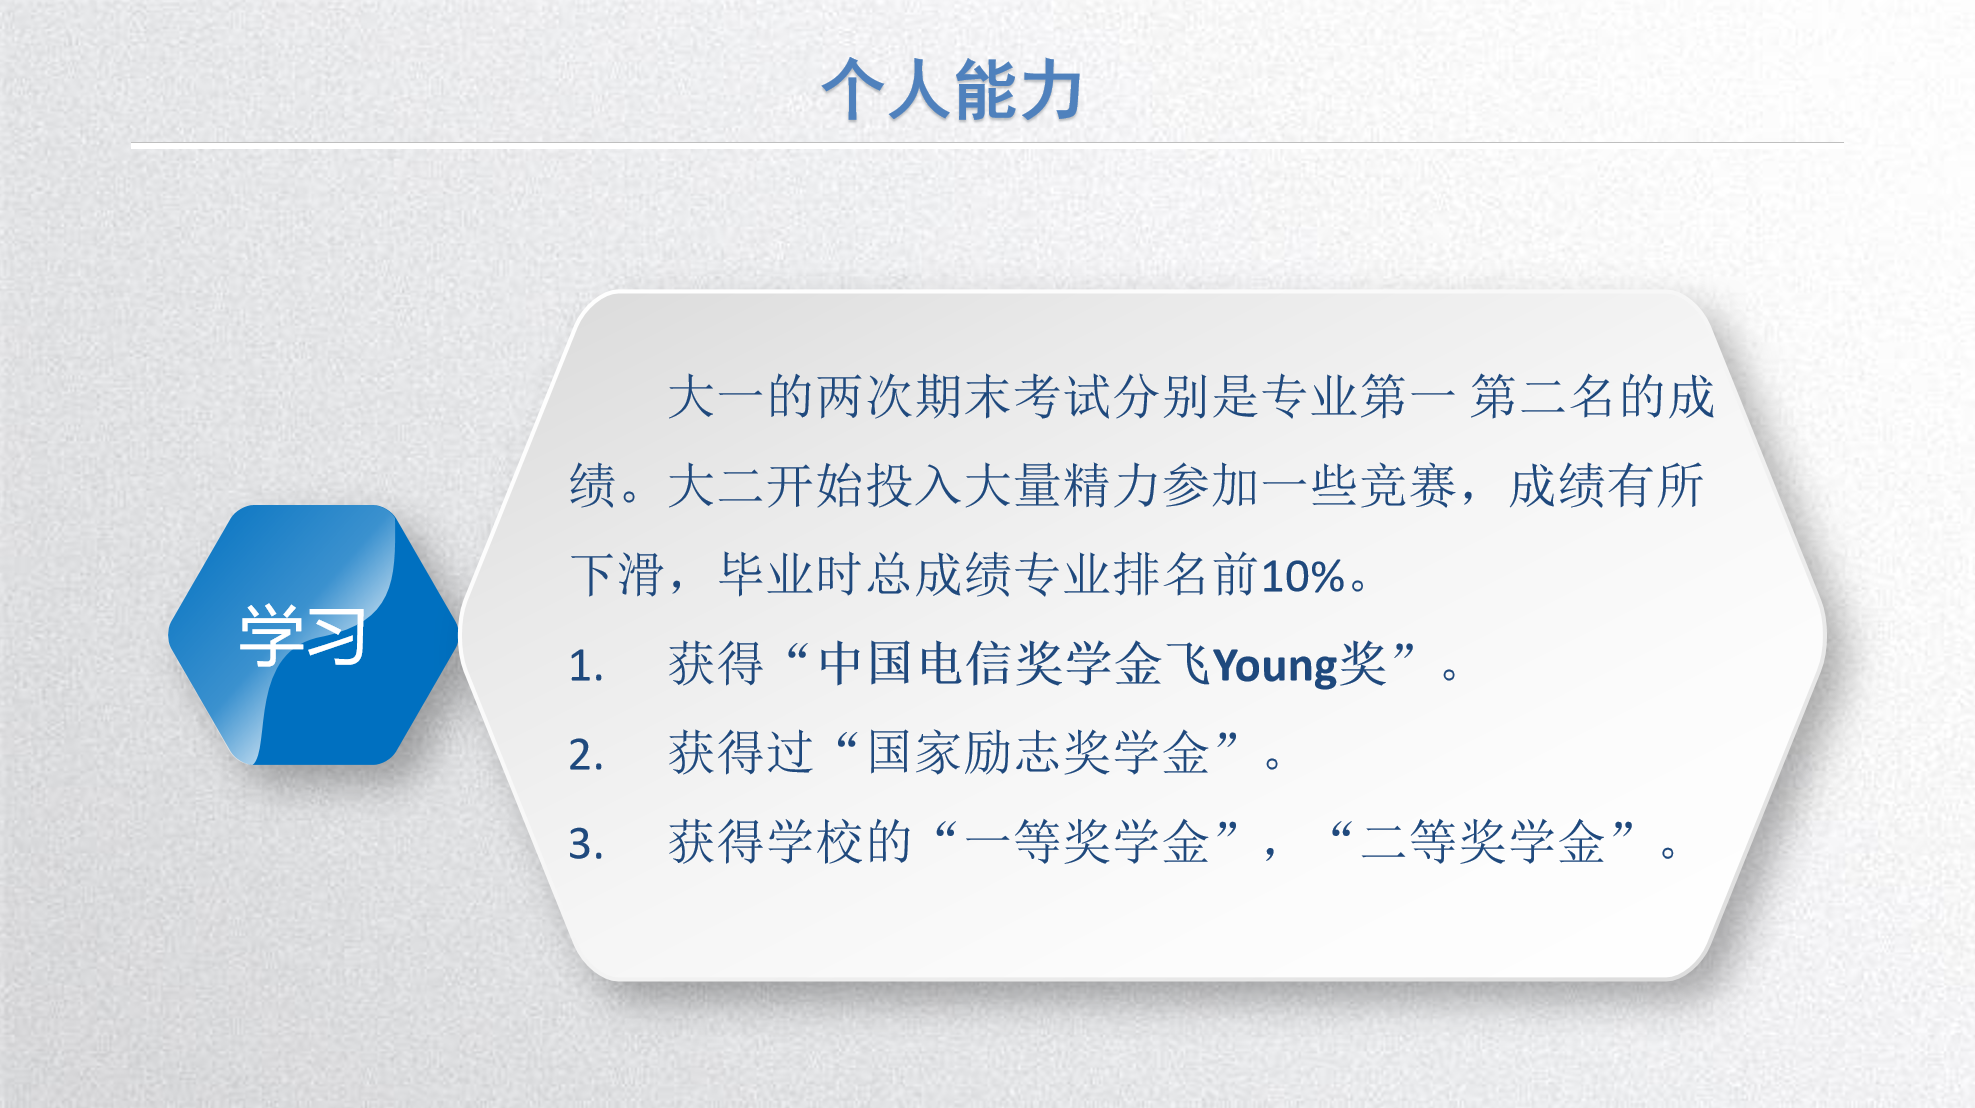 个人能力
学习
大一的两次期末考试分别是专业第一 第二名的成
绩。大二开始投入大量精力参加一些竞赛，成绩有所
下滑，毕业时总成绩专业排名前10%。
1. 获得“中国电信奖学金飞Young奖”。
2. 获得过“国家励志奖学金”。
3. 获得学校的“一等奖学金”，“二等奖学金”。